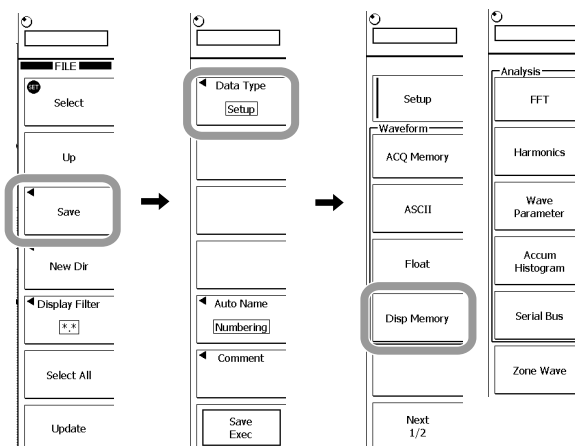 FILE
SET
Select
Up
Save
New Dir
Display Filter
*.*
Select All
Update
Data Type
Setup
Auto Name
Numbering
Comment
Save
Exec
Setup
Waveform
ACQ Memory
ASCII
Float
Disp Memory
Next
1/2
Analysis
FFT
Harmonics
Wave
Parameter
Accum
Histogram
Serial Bus
Zone Wave